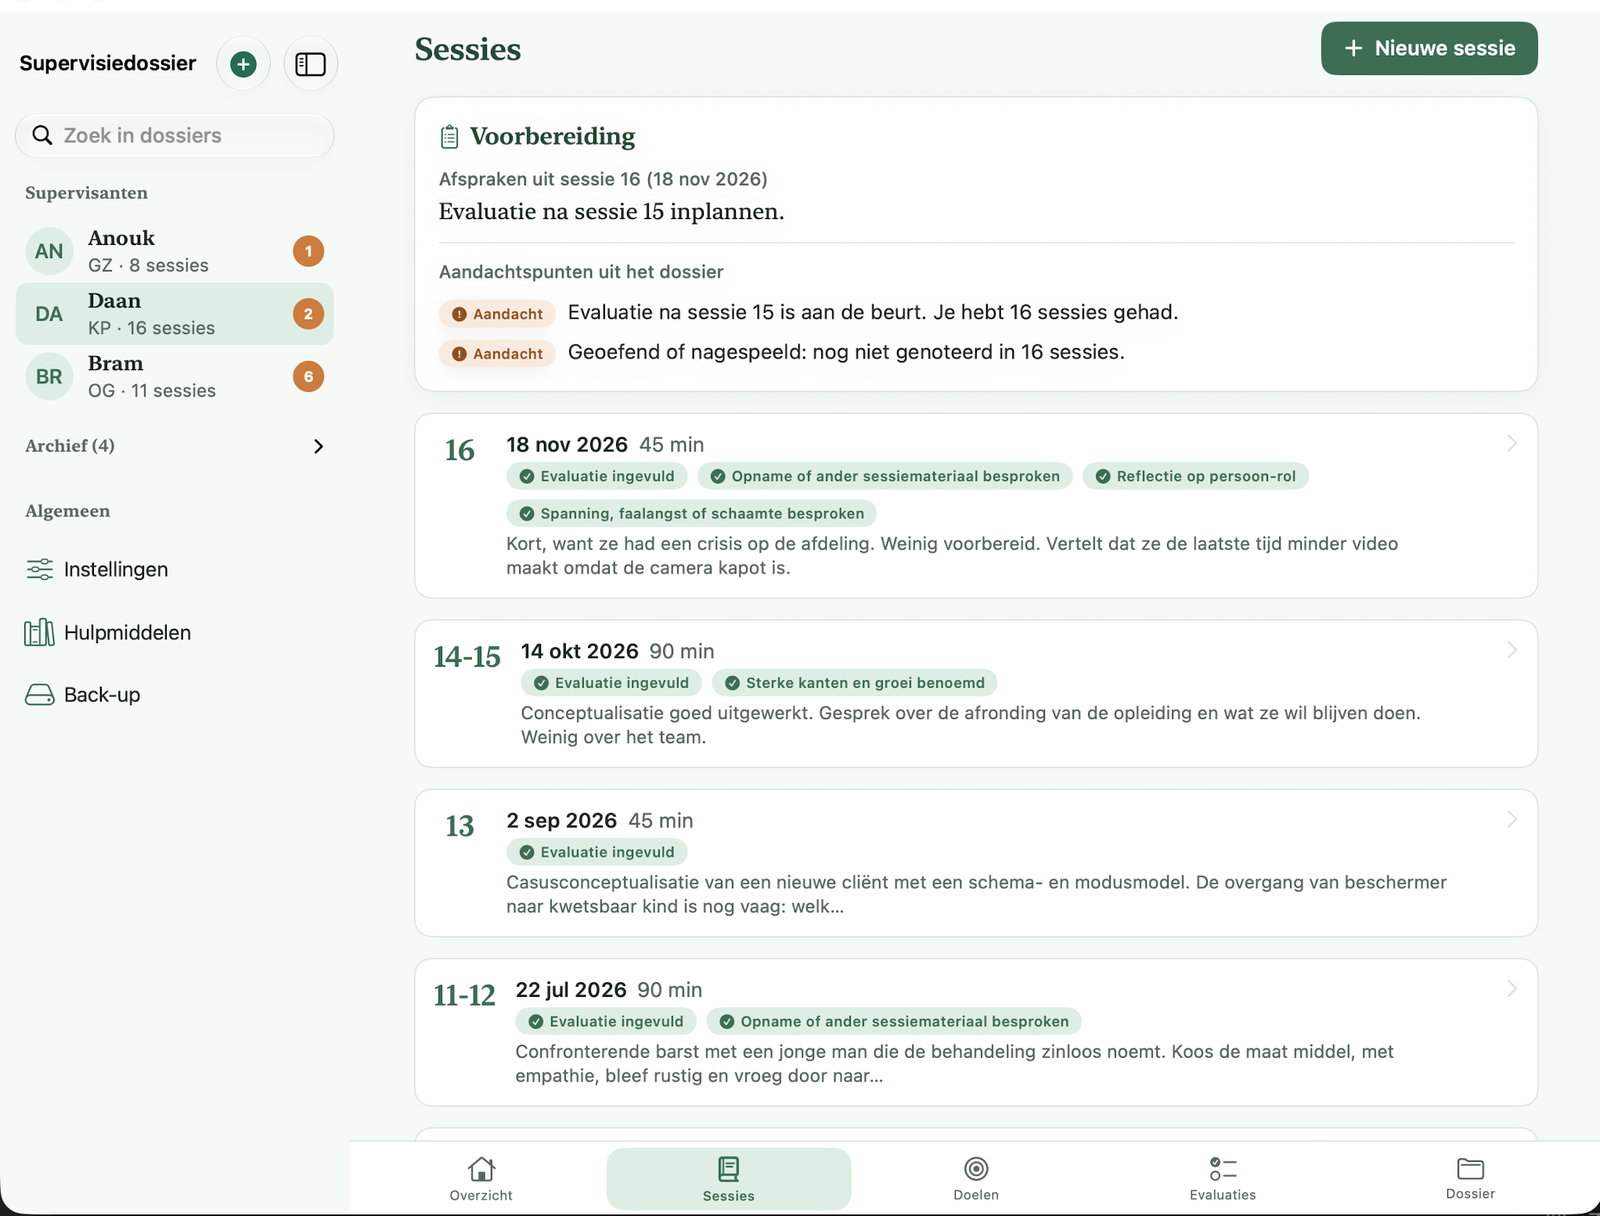 Supervisiedossier
Zoek in dossiers
Supervisanten
AN
Anouk
GZ · 8 sessies
1
DA
Daan
KP · 16 sessies
2
BR
Bram
OG · 11 sessies
6
Archief (4)
Algemeen
Instellingen
Hulpmiddelen
Back-up
Sessies
+ Nieuwe sessie
Voorbereiding
Afspraken uit sessie 16 (18 nov 2026)
Evaluatie na sessie 15 inplannen.
Aandachtspunten uit het dossier
Aandacht Evaluatie na sessie 15 is aan de beurt. Je hebt 16 sessies gehad.
Aandacht Geoefend of nagespeeld: nog niet genoteerd in 16 sessies.
16
18 nov 2026 45 min
Evaluatie ingevuld Opname of ander sessiemateriaal besproken Reflectie op persoon-rol
Spanning, faalangst of schaamte besproken
Kort, want ze had een crisis op de afdeling. Weinig voorbereid. Vertelt dat ze de laatste tijd minder video
maakt omdat de camera kapot is.
14-15
14 okt 2026 90 min
Evaluatie ingevuld Sterke kanten en groei benoemd
Conceptualisatie goed uitgewerkt. Gesprek over de afronding van de opleiding en wat ze wil blijven doen.
Weinig over het team.
13
2 sep 2026 45 min
Evaluatie ingevuld
Casusconceptualisatie van een nieuwe cliënt met een schema- en modusmodel. De overgang van beschermer
naar kwetsbaar kind is nog vaag: welk...
11-12
22 jul 2026 90 min
Evaluatie ingevuld Opname of ander sessiemateriaal besproken
Confronterende barst met een jonge man die de behandeling zinloos noemt. Koos de maat middel, met
empathie, bleef rustig en vroeg door naar...
Overzicht
Sessies
Doelen
Evaluaties
Dossier